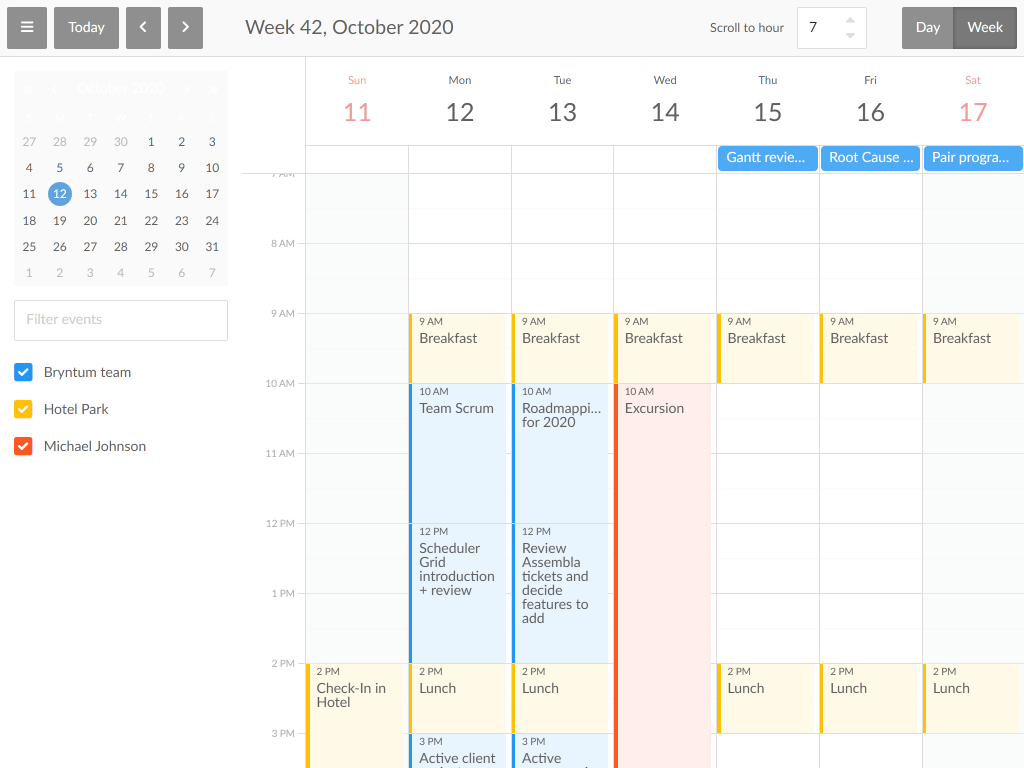 Today
Week 42, October 2020
Scroll to hour
7
Day
Week
October 2020
27 28 29 30 1 2 3
4 5 6 7 8 9 10
11 12 13 14 15 16 17
18 19 20 21 22 23 24
25 26 27 28 29 30 31
1 2 3 4 5 6 7
Filter events
Bryntum team
Hotel Park
Michael Johnson
Sun Mon Tue Wed Thu Fri Sat
11 12 13 14 15 16 17
Gantt revie... Root Cause ... Pair progra...
7 AM
8 AM
9 AM
10 AM
11 AM
12 PM
1 PM
2 PM
3 PM
2 PM
Check-In in
Hotel
9 AM
Breakfast
10 AM
Team Scrum
12 PM
Scheduler
Grid
introduction
+ review
2 PM
Lunch
3 PM
Active client
9 AM
Breakfast
10 AM
Roadmappi...
for 2020
12 PM
Review
Assembla
tickets and
decide
features to
add
2 PM
Lunch
3 PM
Active
9 AM
Breakfast
10 AM
Excursion
9 AM
Breakfast
2 PM
Lunch
9 AM
Breakfast
2 PM
Lunch
9 AM
Breakfast
2 PM
Lunch